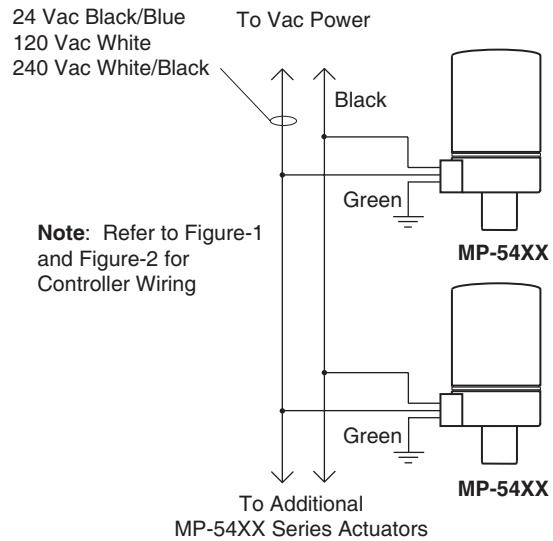 24 Vac Black/Blue
120 Vac White
240 Vac White/Black
To Vac Power
Black
Green
MP-54XX
Note: Refer to Figure-1
and Figure-2 for
Controller Wiring
Green
MP-54XX
To Additional
MP-54XX Series Actuators